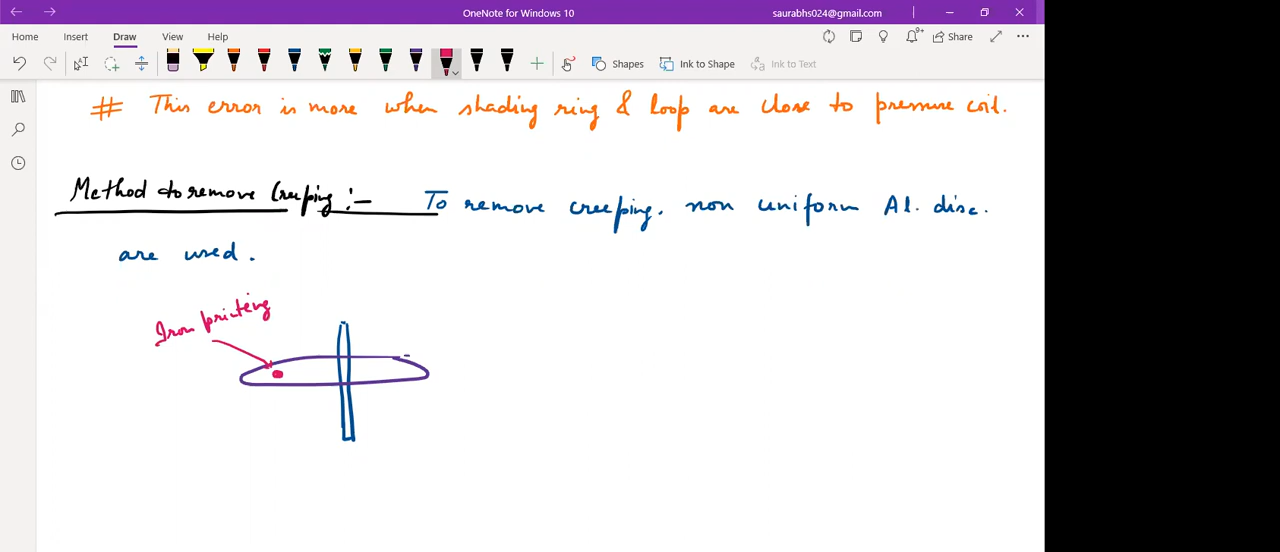 OneNote for Windows 10
saurabhs024@gmail.com
Home Insert Draw View Help
9+ Share
Shapes Ink to Shape Ink to Text
# This error is more when shading ring & loop are close to pressure coil.
Method to remove Creeping :- To remove creeping, non uniform Al. disc.
are used.
Iron printing